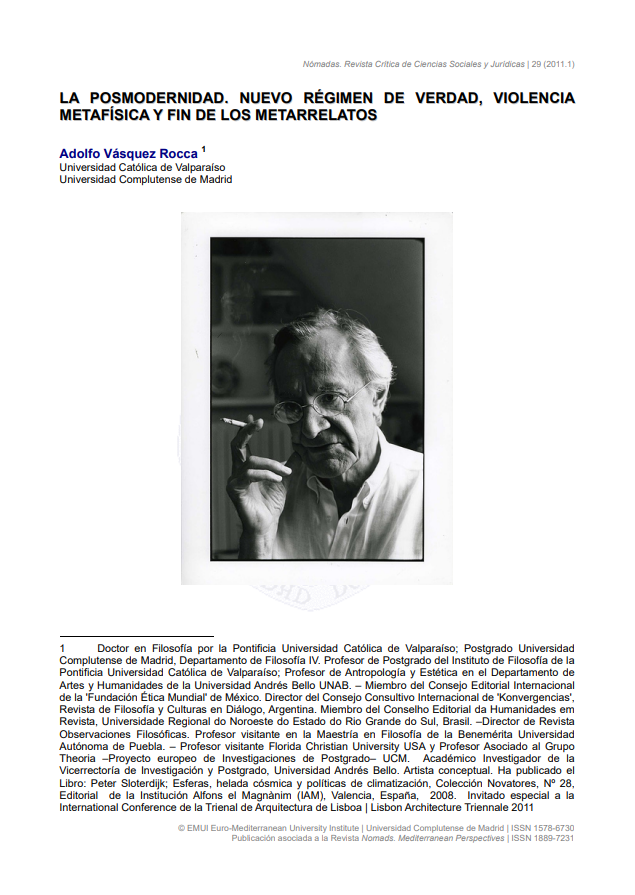 Nómadas. Revista Crítica de Ciencias Sociales y Jurídicas | 29 (2011.1)
LA POSMODERNIDAD. NUEVO RÉGIMEN DE VERDAD, VIOLENCIA
METAFÍSICA Y FIN DE LOS METARRELATOS
Adolfo Vásquez Rocca 1
Universidad Católica de Valparaíso
Universidad Complutense de Madrid
1 Doctor en Filosofía por la Pontificia Universidad Católica de Valparaíso; Postgrado Universidad
Complutense de Madrid, Departamento de Filosofía IV. Profesor de Postgrado del Instituto de Filosofía de la
Pontificia Universidad Católica de Valparaíso; Profesor de Antropología y Estética en el Departamento de
Artes y Humanidades de la Universidad Andrés Bello UNAB. – Miembro del Consejo Editorial Internacional
de la 'Fundación Ética Mundial' de México. Director del Consejo Consultivo Internacional de 'Konvergencias',
Revista de Filosofía y Culturas en Diálogo, Argentina. Miembro del Conselho Editorial da Humanidades em
Revista, Universidade Regional do Noroeste do Estado do Rio Grande do Sul, Brasil. –Director de Revista
Observaciones Filosóficas. Profesor visitante en la Maestría en Filosofía de la Benemérita Universidad
Autónoma de Puebla. – Profesor visitante Florida Christian University USA y Profesor Asociado al Grupo
Theoria –Proyecto europeo de Investigaciones de Postgrado– UCM. Académico Investigador de la
Vicerrectoría de Investigación y Postgrado, Universidad Andrés Bello. Artista conceptual. Ha publicado el
Libro: Peter Sloterdijk; Esferas, helada cósmica y políticas de climatización, Colección Novatores, Nº 28,
Editorial de la Institución Alfons el Magnànim (IAM), Valencia, España, 2008. Invitado especial a la
International Conference de la Trienal de Arquitectura de Lisboa | Lisbon Architecture Triennale 2011
© EMUI Euro-Mediterranean University Institute | Universidad Complutense de Madrid | ISSN 1578-6730
Publicación asociada a la Revista Nomads. Mediterranean Perspectives | ISSN 1889-7231